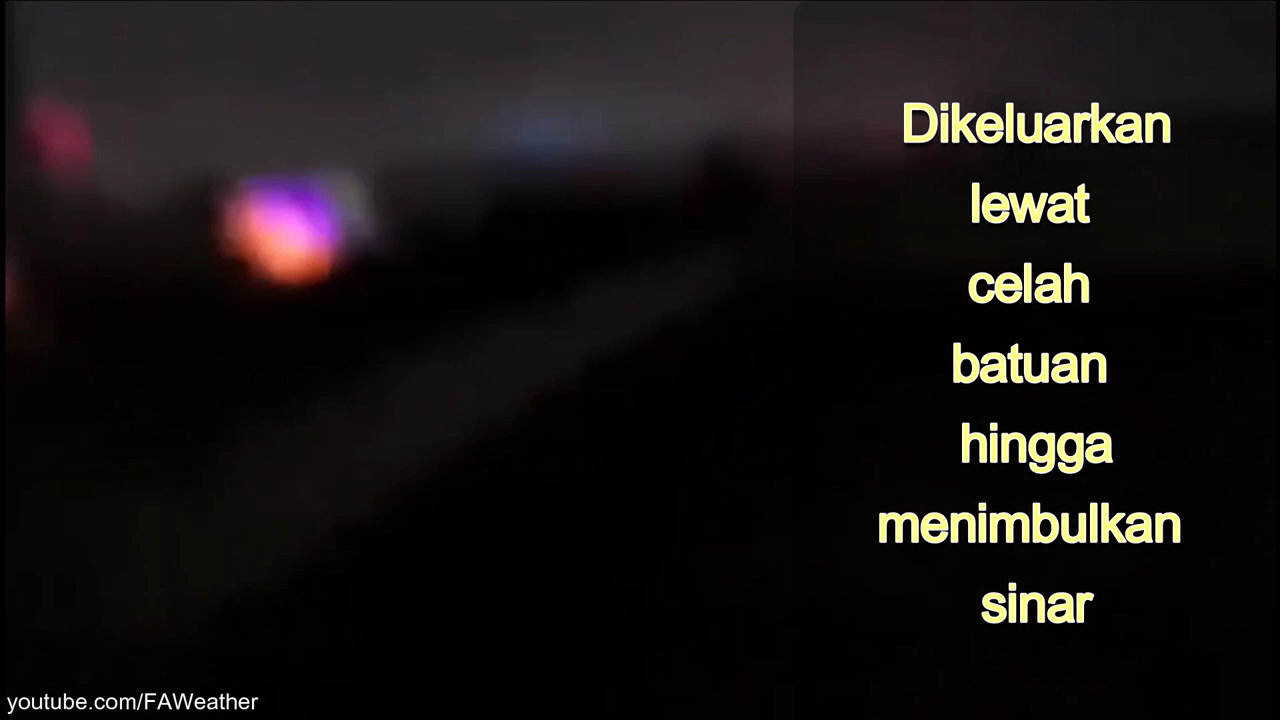 Dikeluarkan
lewat
celah
batuan
hingga
menimbulkan
sinar
youtube.com/FAWeather